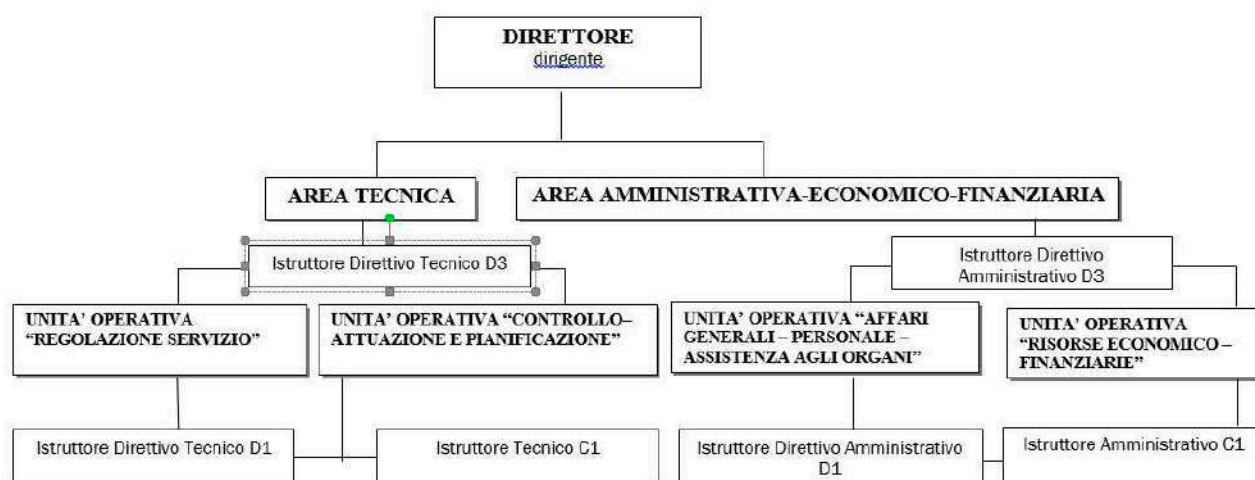 DIRETTORE
dirigente
AREA TECNICA
AREA AMMINISTRATIVA-ECONOMICO-FINANZIARIA
Istruttore Direttivo Tecnico D3
Istruttore Direttivo
Amministrativo D3
UNITA' OPERATIVA
“REGOLAZIONE SERVIZIO”
UNITA' OPERATIVA “CONTROLLO–
ATTUAZIONE E PIANIFICAZIONE”
UNITA' OPERATIVA “AFFARI
GENERALI – PERSONALE –
ASSISTENZA AGLI ORGANI”
UNITA' OPERATIVA
“RISORSE ECONOMICO –
FINANZIARIE”
Istruttore Direttivo Tecnico D1
Istruttore Tecnico C1
Istruttore Direttivo Amministrativo
D1
Istruttore Amministrativo C1